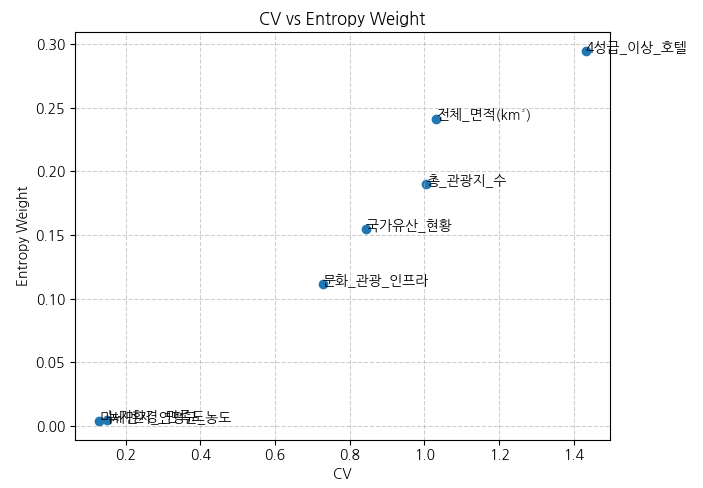 CV vs Entropy Weight
Entropy Weight
0.30
0.25
0.20
0.15
0.10
0.05
0.00
4성급_이상_호텔
전체_면적(km²)
총_관광지_수
국가유산_현황
문화_관광_인프라
0.2
0.4
0.6
0.8
1.0
1.2
1.4
CV